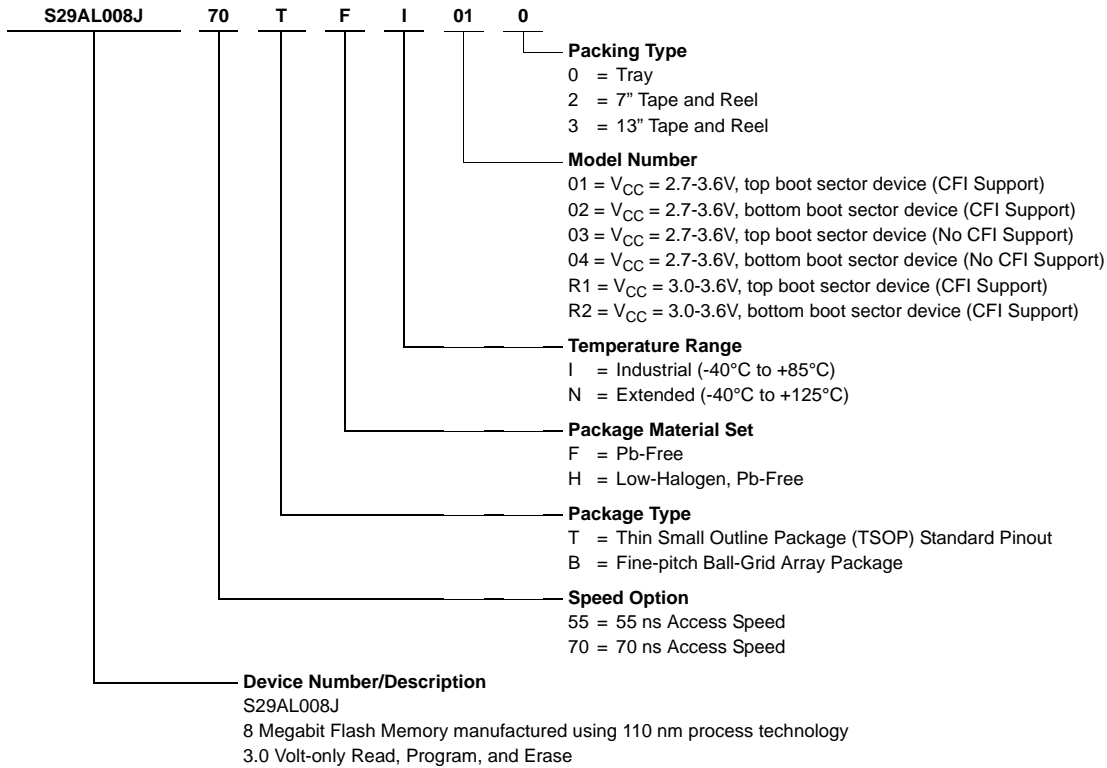 S29AL008J 70 T F I 01 0
Packing Type
0 = Tray
2 = 7” Tape and Reel
3 = 13” Tape and Reel
Model Number
01 = VCC = 2.7-3.6V, top boot sector device (CFI Support)
02 = VCC = 2.7-3.6V, bottom boot sector device (CFI Support)
03 = VCC = 2.7-3.6V, top boot sector device (No CFI Support)
04 = VCC = 2.7-3.6V, bottom boot sector device (No CFI Support)
R1 = VCC = 3.0-3.6V, top boot sector device (CFI Support)
R2 = VCC = 3.0-3.6V, bottom boot sector device (CFI Support)
Temperature Range
I = Industrial (-40°C to +85°C)
N = Extended (-40°C to +125°C)
Package Material Set
F = Pb-Free
H = Low-Halogen, Pb-Free
Package Type
T = Thin Small Outline Package (TSOP) Standard Pinout
B = Fine-pitch Ball-Grid Array Package
Speed Option
55 = 55 ns Access Speed
70 = 70 ns Access Speed
Device Number/Description
S29AL008J
8 Megabit Flash Memory manufactured using 110 nm process technology
3.0 Volt-only Read, Program, and Erase